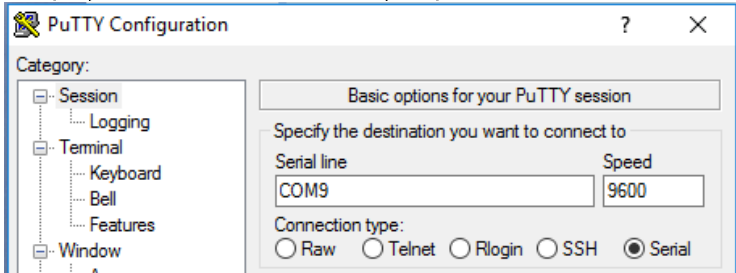 PuTTY Configuration ? X
Category:
Session
Logging
Terminal
Keyboard
Bell
Features
Window
Basic options for your PuTTY session
Specify the destination you want to connect to
Serial line Speed
COM9 9600
Connection type:
Raw Telnet Rlogin SSH Serial